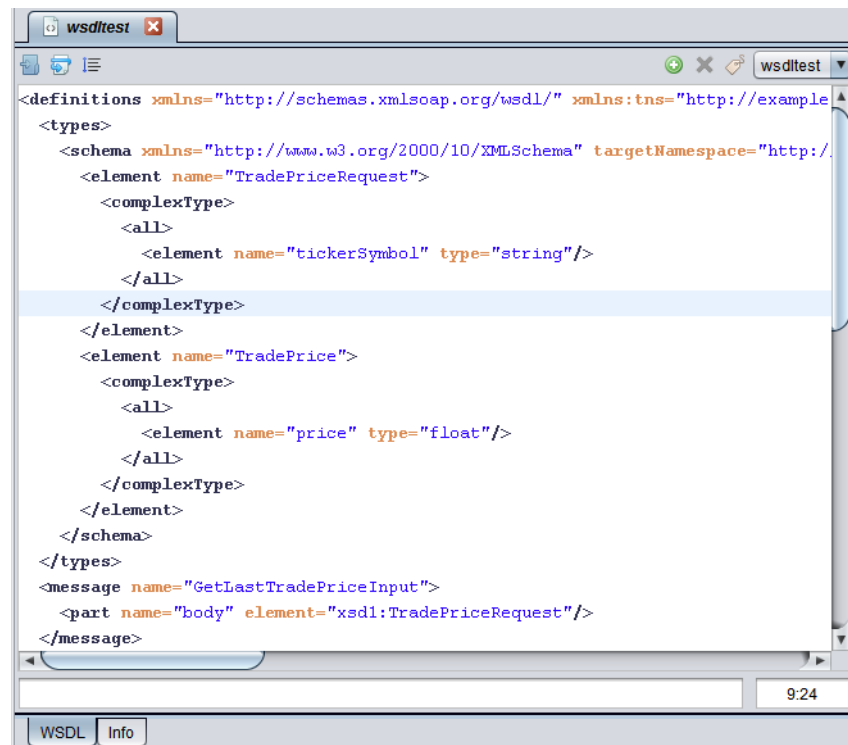 wsdltest
wsdltest
<definitions xmlns="http://schemas.xmlsoap.org/wsdl/" xmlns:tns="http://example
<types>
<schema xmlns="http://www.w3.org/2000/10/XMLSchema" targetNamespace="http:/
<element name="TradePriceRequest">
<complexType>
<all>
<element name="tickerSymbol" type="string"/>
</all>
</complexType>
</element>
<element name="TradePrice">
<complexType>
<all>
<element name="price" type="float"/>
</all>
</complexType>
</element>
</schema>
</types>
<message name="GetLastTradePriceInput">
<part name="body" element="xsd1:TradePriceRequest"/>
</message>
9:24
WSDL Info